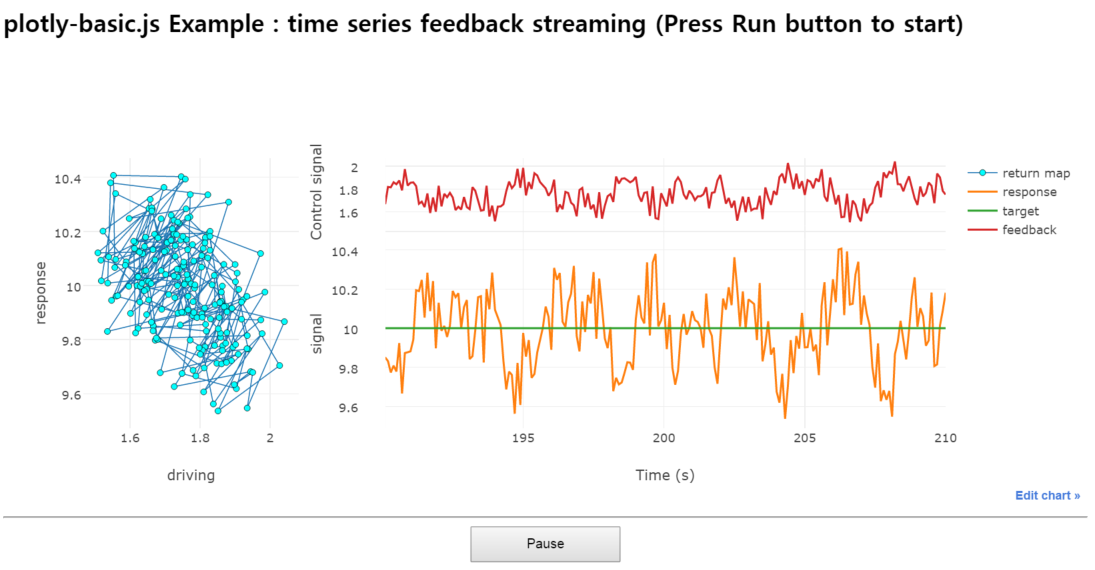 plotly-basic.js Example : time series feedback streaming (Press Run button to start)
10.4
10.2
10
9.8
9.6
response
1.6
1.8
2
driving
Control signal
2
1.8
1.6
signal
10.4
10.2
10
9.8
9.6
195
200
205
210
Time (s)
return map
response
target
feedback
Edit chart »
Pause